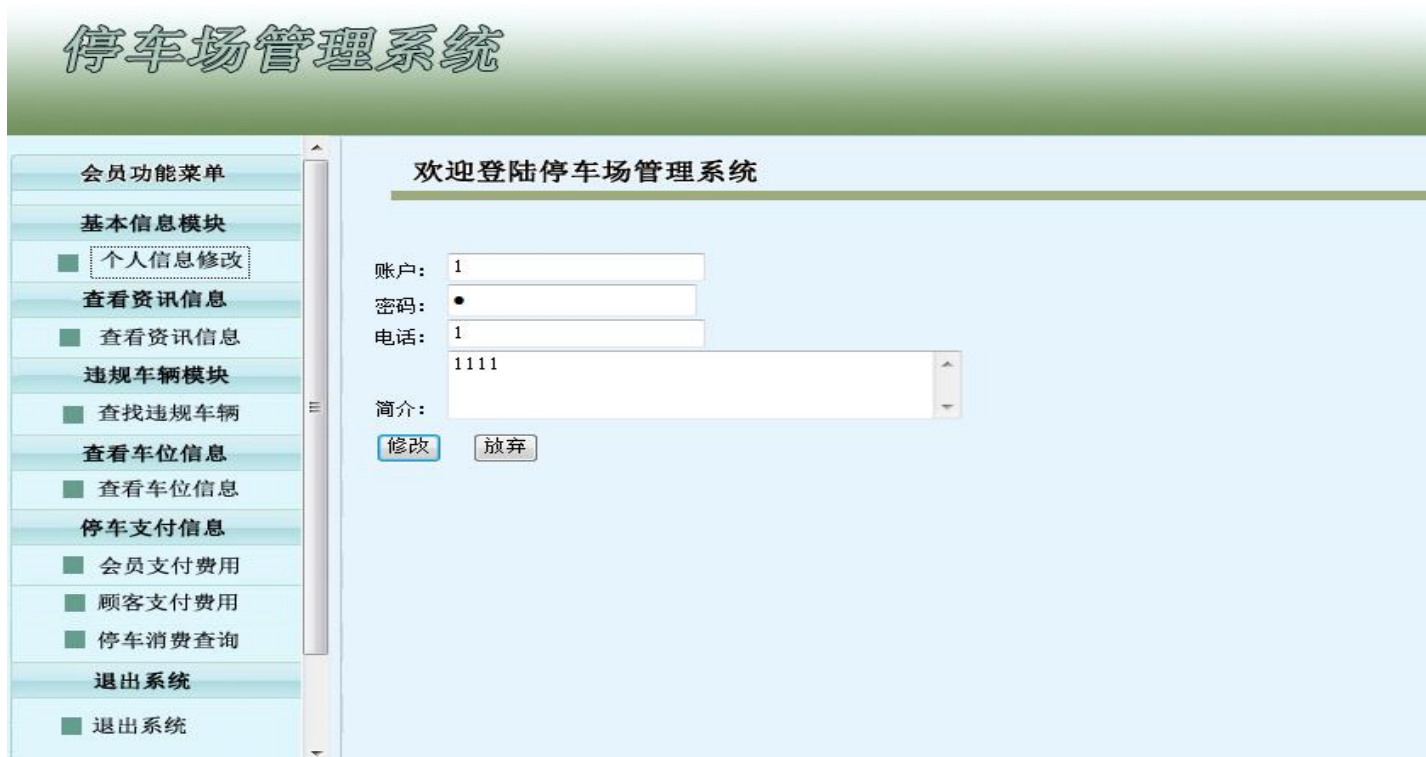 停车场管理系统
会员功能菜单
基本信息模块
个人信息修改
查看资讯信息
查看资讯信息
违规车辆模块
查找违规车辆
查看车位信息
查看车位信息
停车支付信息
会员支付费用
顾客支付费用
停车消费查询
退出系统
退出系统
欢迎登陆停车场管理系统
账户： 1
密码： ●
电话： 1
1111
简介：
修改 放弃